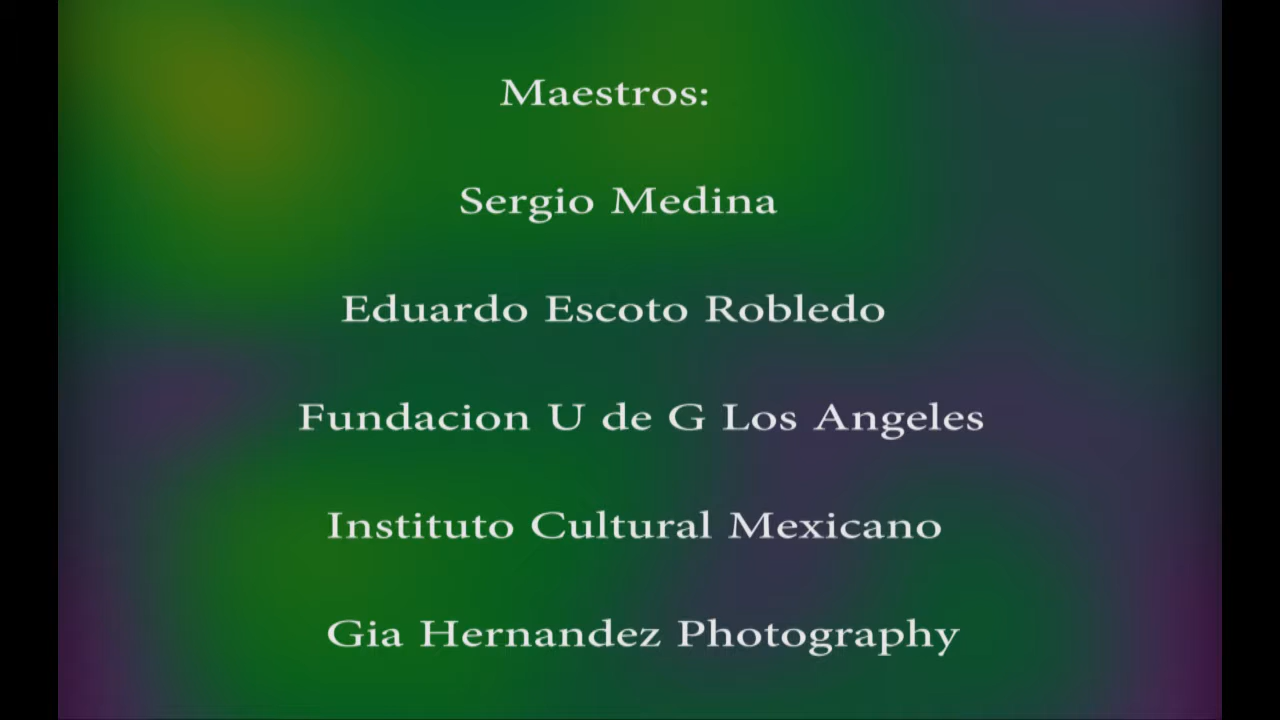 Maestros:
Sergio Medina
Eduardo Escoto Robledo
Fundacion U de G Los Angeles
Instituto Cultural Mexicano
Gia Hernandez Photography